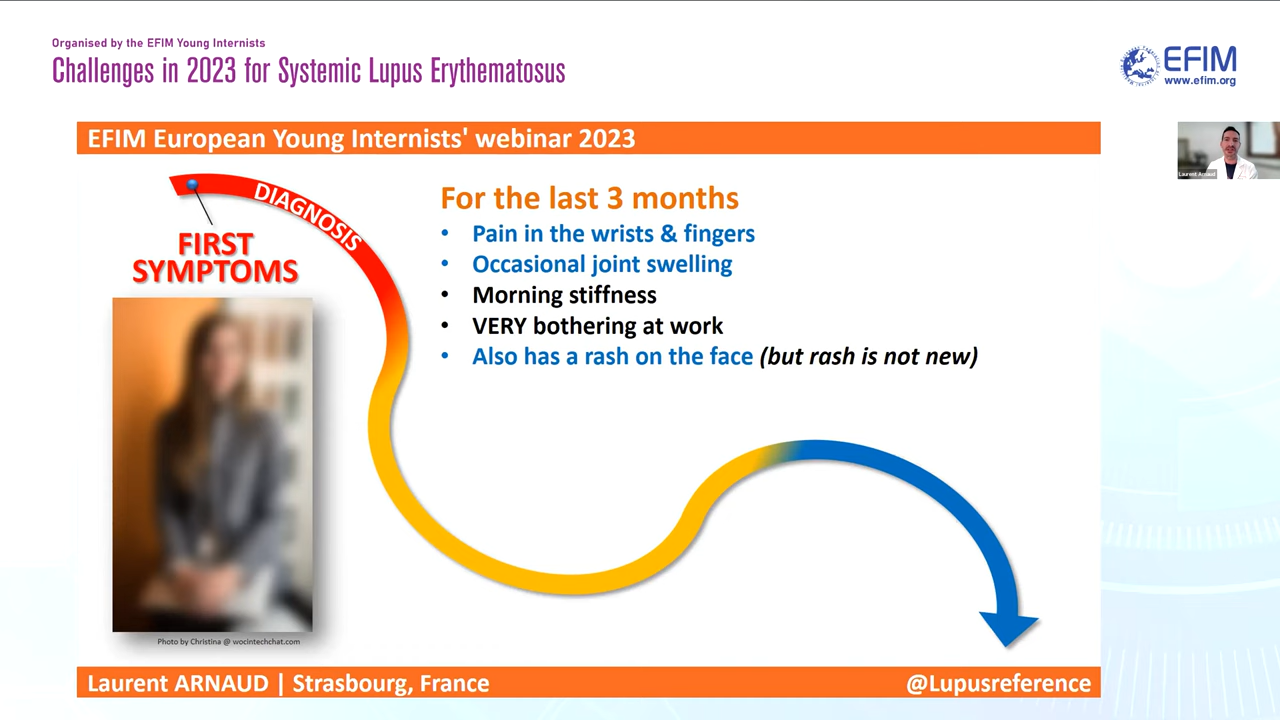 Organised by the EFIM Young Internists
Challenges in 2023 for Systemic Lupus Erythematosus
EFIM
www.efim.org
EFIM European Young Internists' webinar 2023
Laurent Arnaud
DIAGNOSIS
FIRST
SYMPTOMS
For the last 3 months
• Pain in the wrists & fingers
• Occasional joint swelling
• Morning stiffness
• VERY bothering at work
• Also has a rash on the face (but rash is not new)
Photo by Christina @ wocintechchat.com
Laurent ARNAUD | Strasbourg, France
@Lupusreference